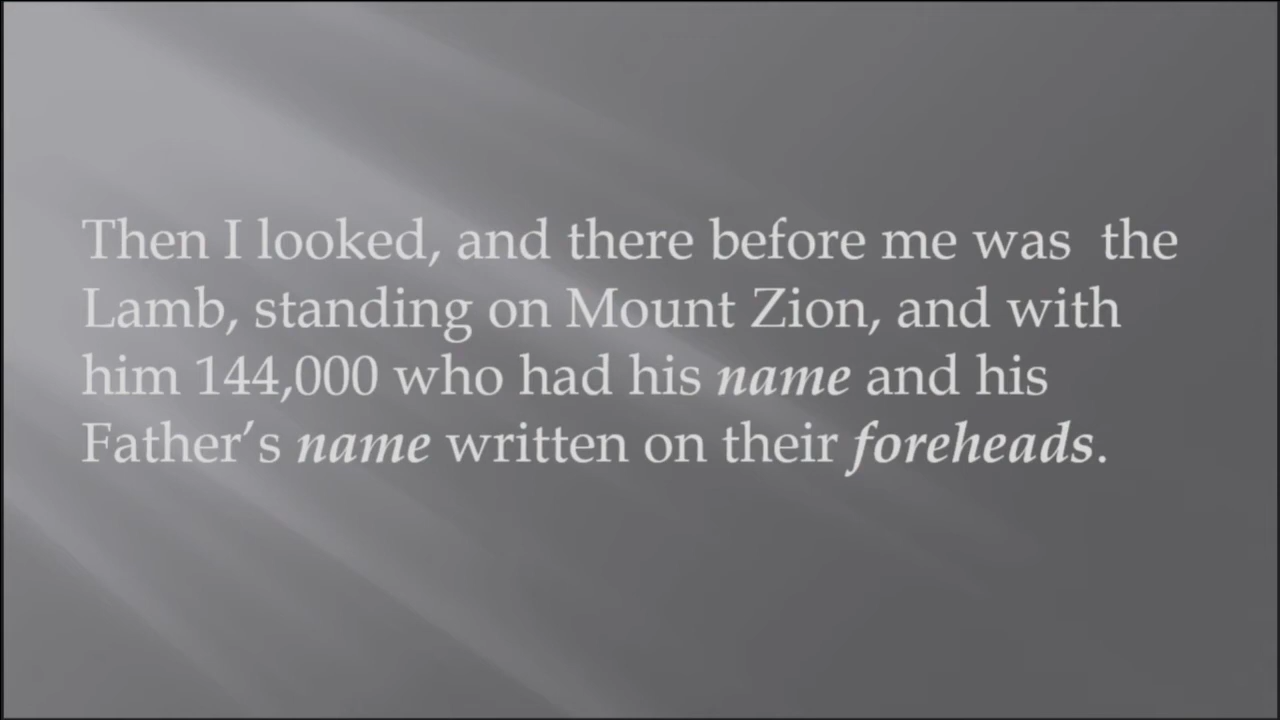 Then I looked, and there before me was  the
Lamb, standing on Mount Zion, and with
him 144,000 who had his name and his
Father’s name written on their foreheads.